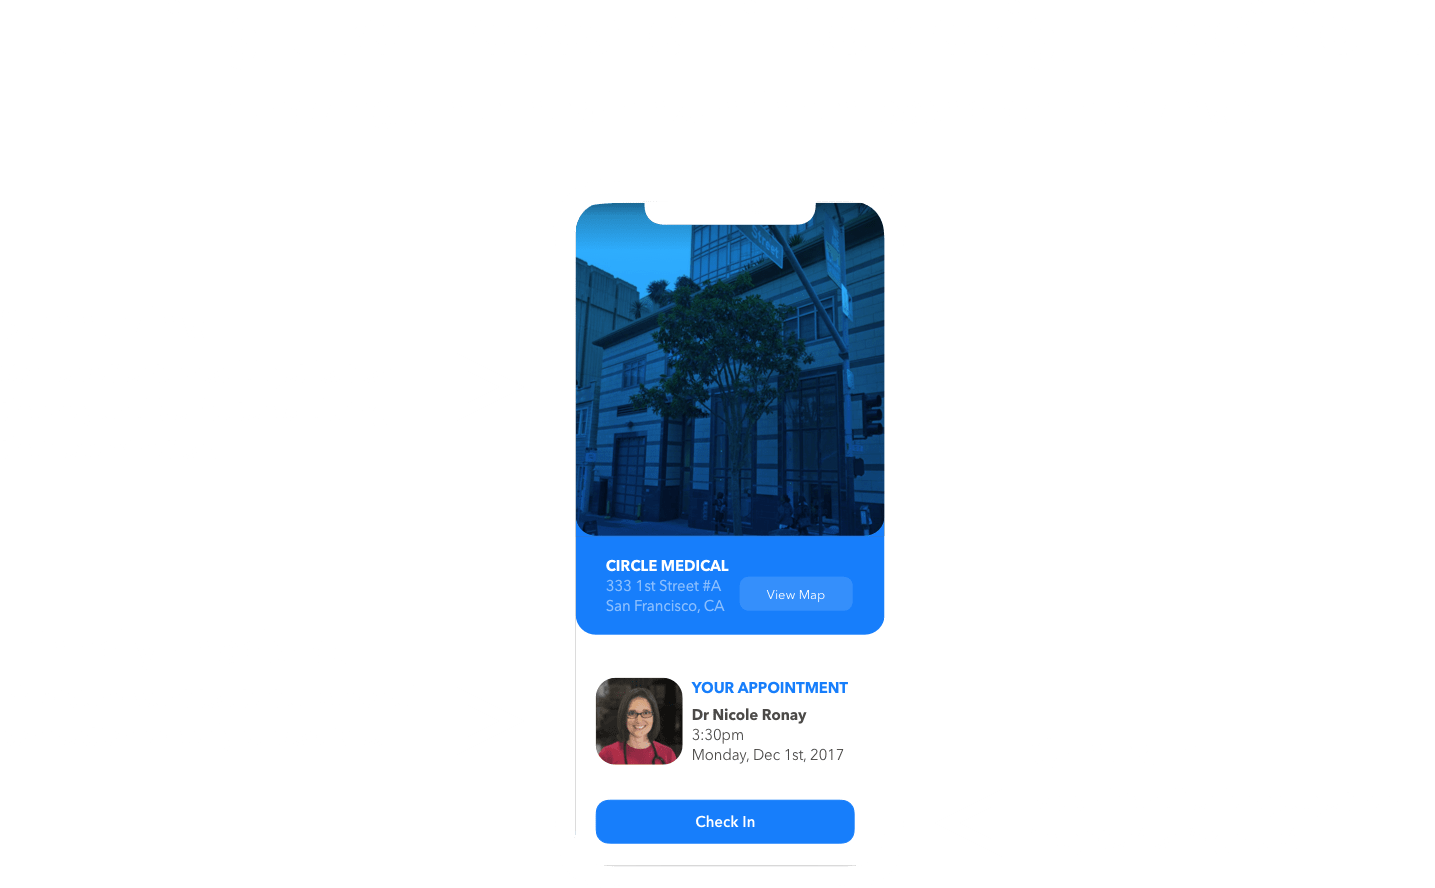 Street
CIRCLE MEDICAL
333 1st Street #A
San Francisco, CA
View Map
YOUR APPOINTMENT
Dr Nicole Ronay
3:30pm
Monday, Dec 1st, 2017
Check In